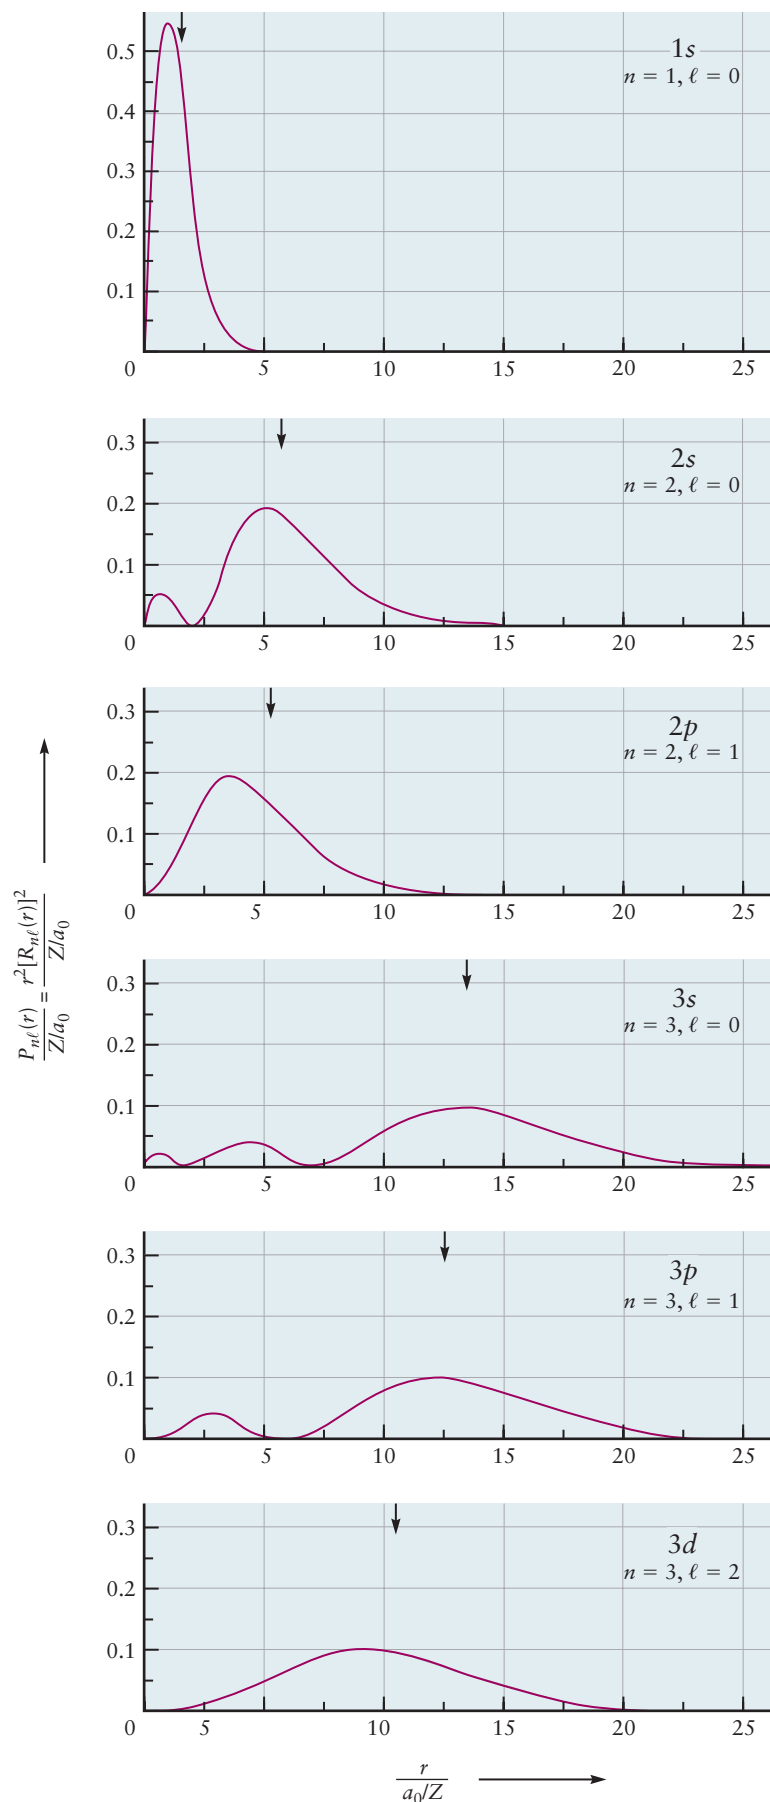 0.5
0.4
0.3
0.2
0.1
0 5 10 15 20 25
1s
n = 1, ℓ = 0
0.3
0.2
0.1
0 5 10 15 20 25
2s
n = 2, ℓ = 0
0.3
0.2
0.1
0 5 10 15 20 25
2p
n = 2, ℓ = 1
0.3
0.2
0.1
0 5 10 15 20 25
3s
n = 3, ℓ = 0
0.3
0.2
0.1
0 5 10 15 20 25
3p
n = 3, ℓ = 1
0.3
0.2
0.1
0 5 10 15 20 25
3d
n = 3, ℓ = 2
Pnℓ(r) / Z/a0 = r²[Rnℓ(r)]² / Z/a0
r
a0/Z